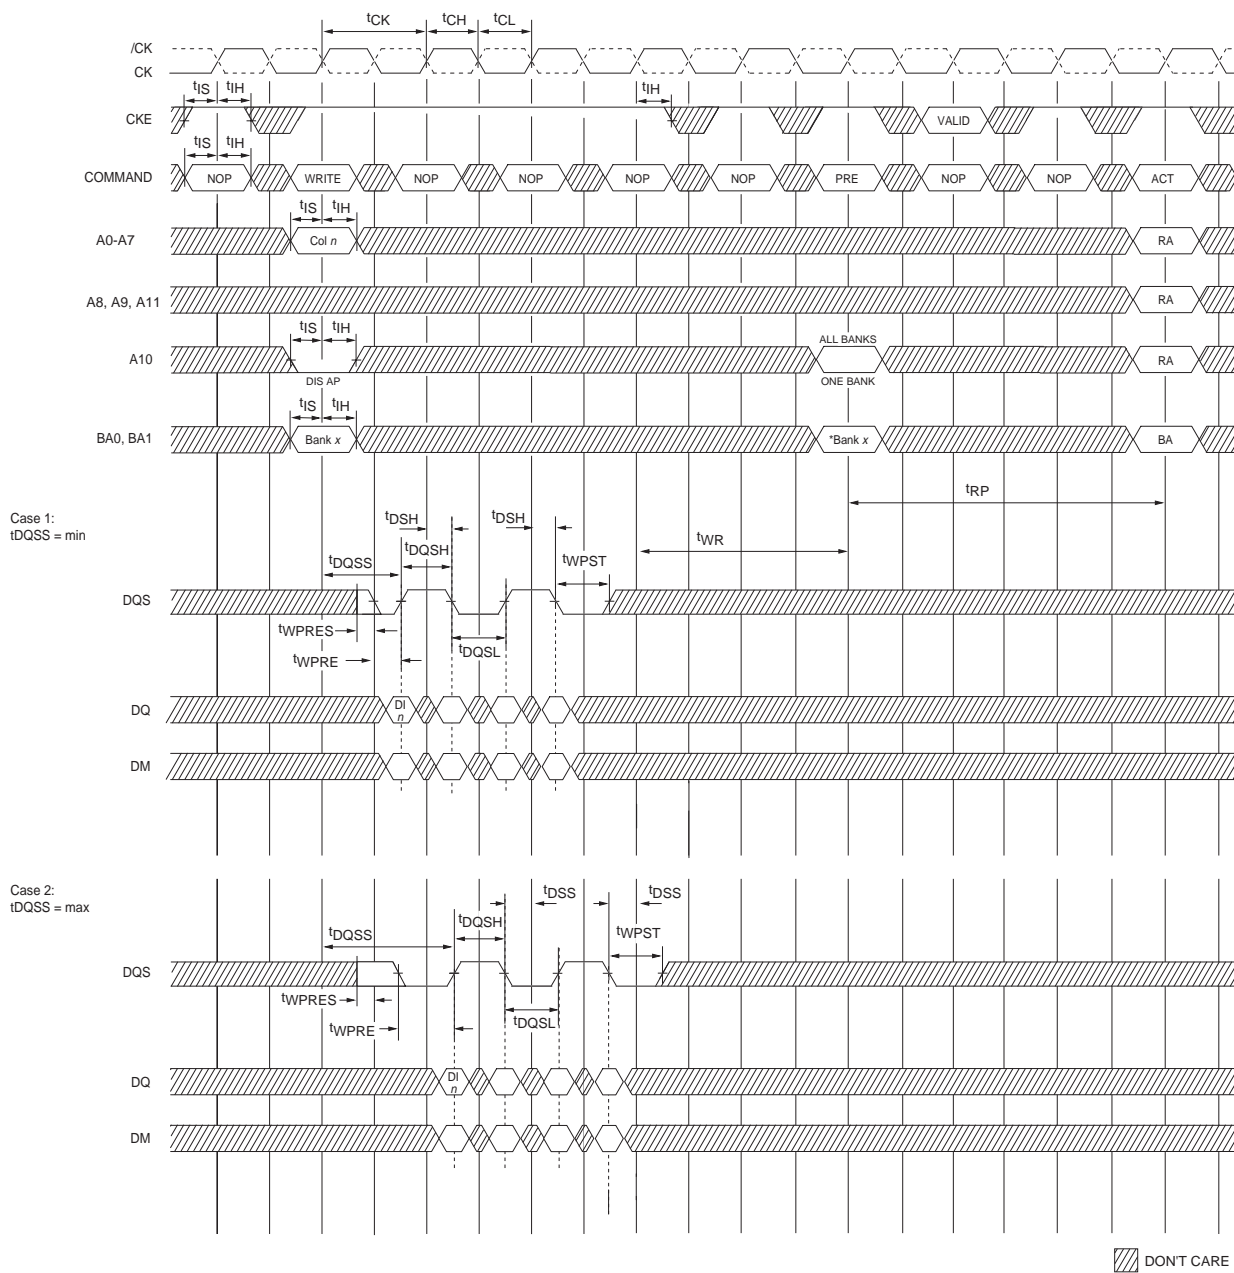 tCK tCH tCL
/CK
CK
tIS tIH tIH
CKE VALID
tIS tIH
COMMAND NOP WRITE NOP NOP NOP NOP PRE NOP NOP ACT
tIS tIH
A0-A7 Col n RA
A8, A9, A11 RA
tIS tIH ALL BANKS
A10 RA
DIS AP ONE BANK
tIS tIH
BA0, BA1 Bank x *Bank x BA
tRP
Case 1:
tDQSS = min
tDSH tDSH
tDQSH tWR
tDQSS tWPST
DQS
tWPRES
tDQSL
tWPRE
DQ DI
n
DM
Case 2:
tDQSS = max
tDSS tDSS
tDQSH
tDQSS tWPST
DQS
tWPRES
tDQSL
tWPRE
DQ DI
n
DM
DON'T CARE